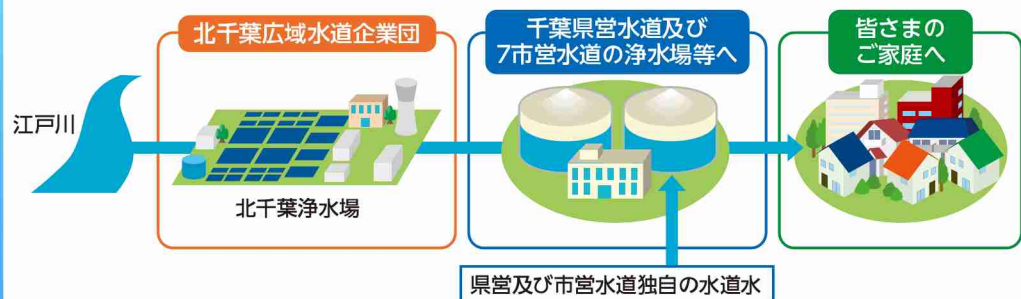 江戸川
北千葉広域水道企業団
北千葉浄水場
千葉県営水道及び
7市営水道の浄水場等へ
県営及び市営水道独自の水道水
皆さまの
ご家庭へ